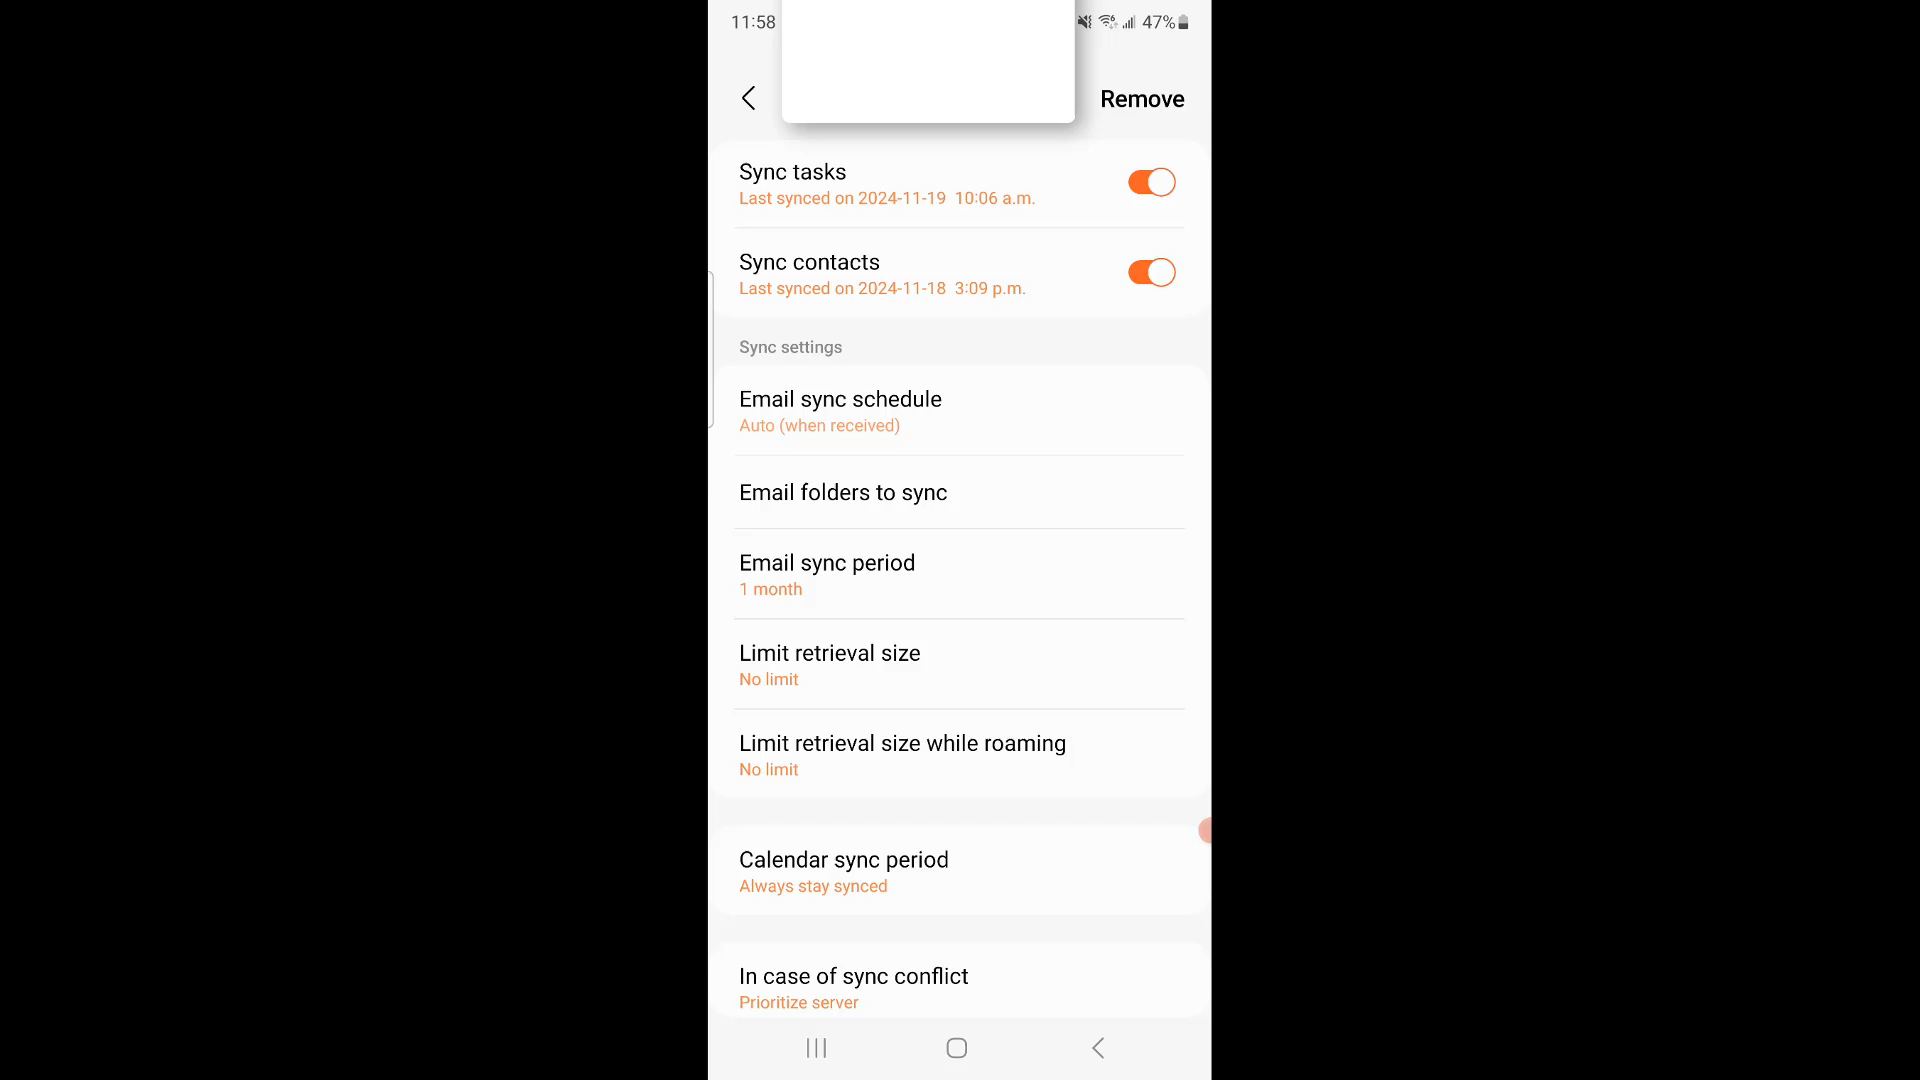 11:58
47%
Remove
Sync tasks
Last synced on 2024-11-19 10:06 a.m.
Sync contacts
Last synced on 2024-11-18 3:09 p.m.
Sync settings
Email sync schedule
Auto (when received)
Email folders to sync
Email sync period
1 month
Limit retrieval size
No limit
Limit retrieval size while roaming
No limit
Calendar sync period
Always stay synced
In case of sync conflict
Prioritize server